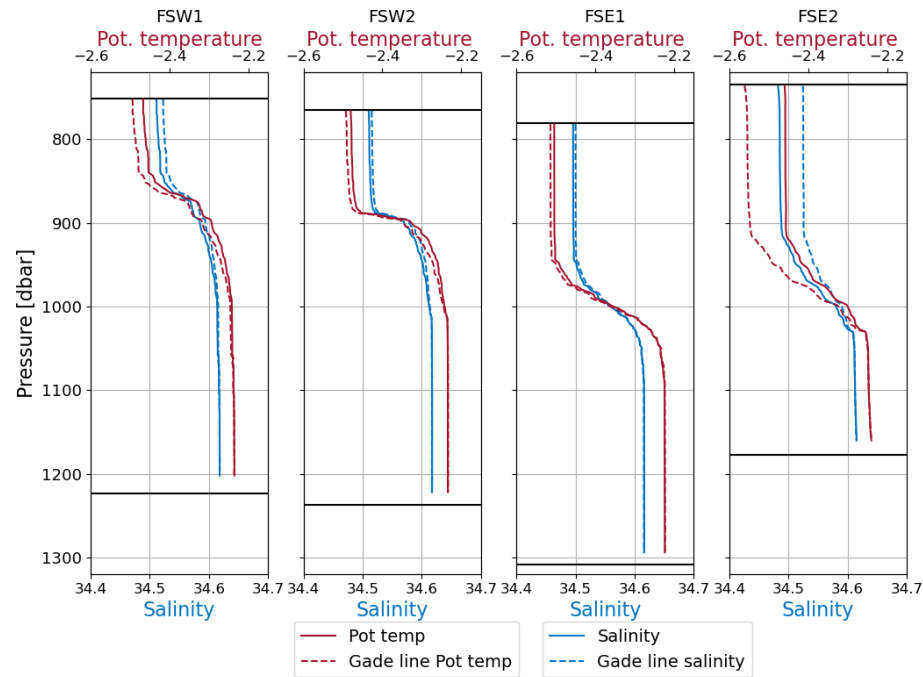 FSW1 FSW2 FSE1 FSE2
Pot. temperature Pot. temperature Pot. temperature Pot. temperature
−2.6 −2.4 −2.2 −2.6 −2.4 −2.2 −2.6 −2.4 −2.2 −2.6 −2.4 −2.2
800
900
1000
1100
1200
1300
Pressure [dbar]
34.4 34.5 34.6 34.7 34.4 34.5 34.6 34.7 34.4 34.5 34.6 34.7 34.4 34.5 34.6 34.7
Salinity Salinity Salinity Salinity
Pot temp Salinity
Gade line Pot temp Gade line salinity